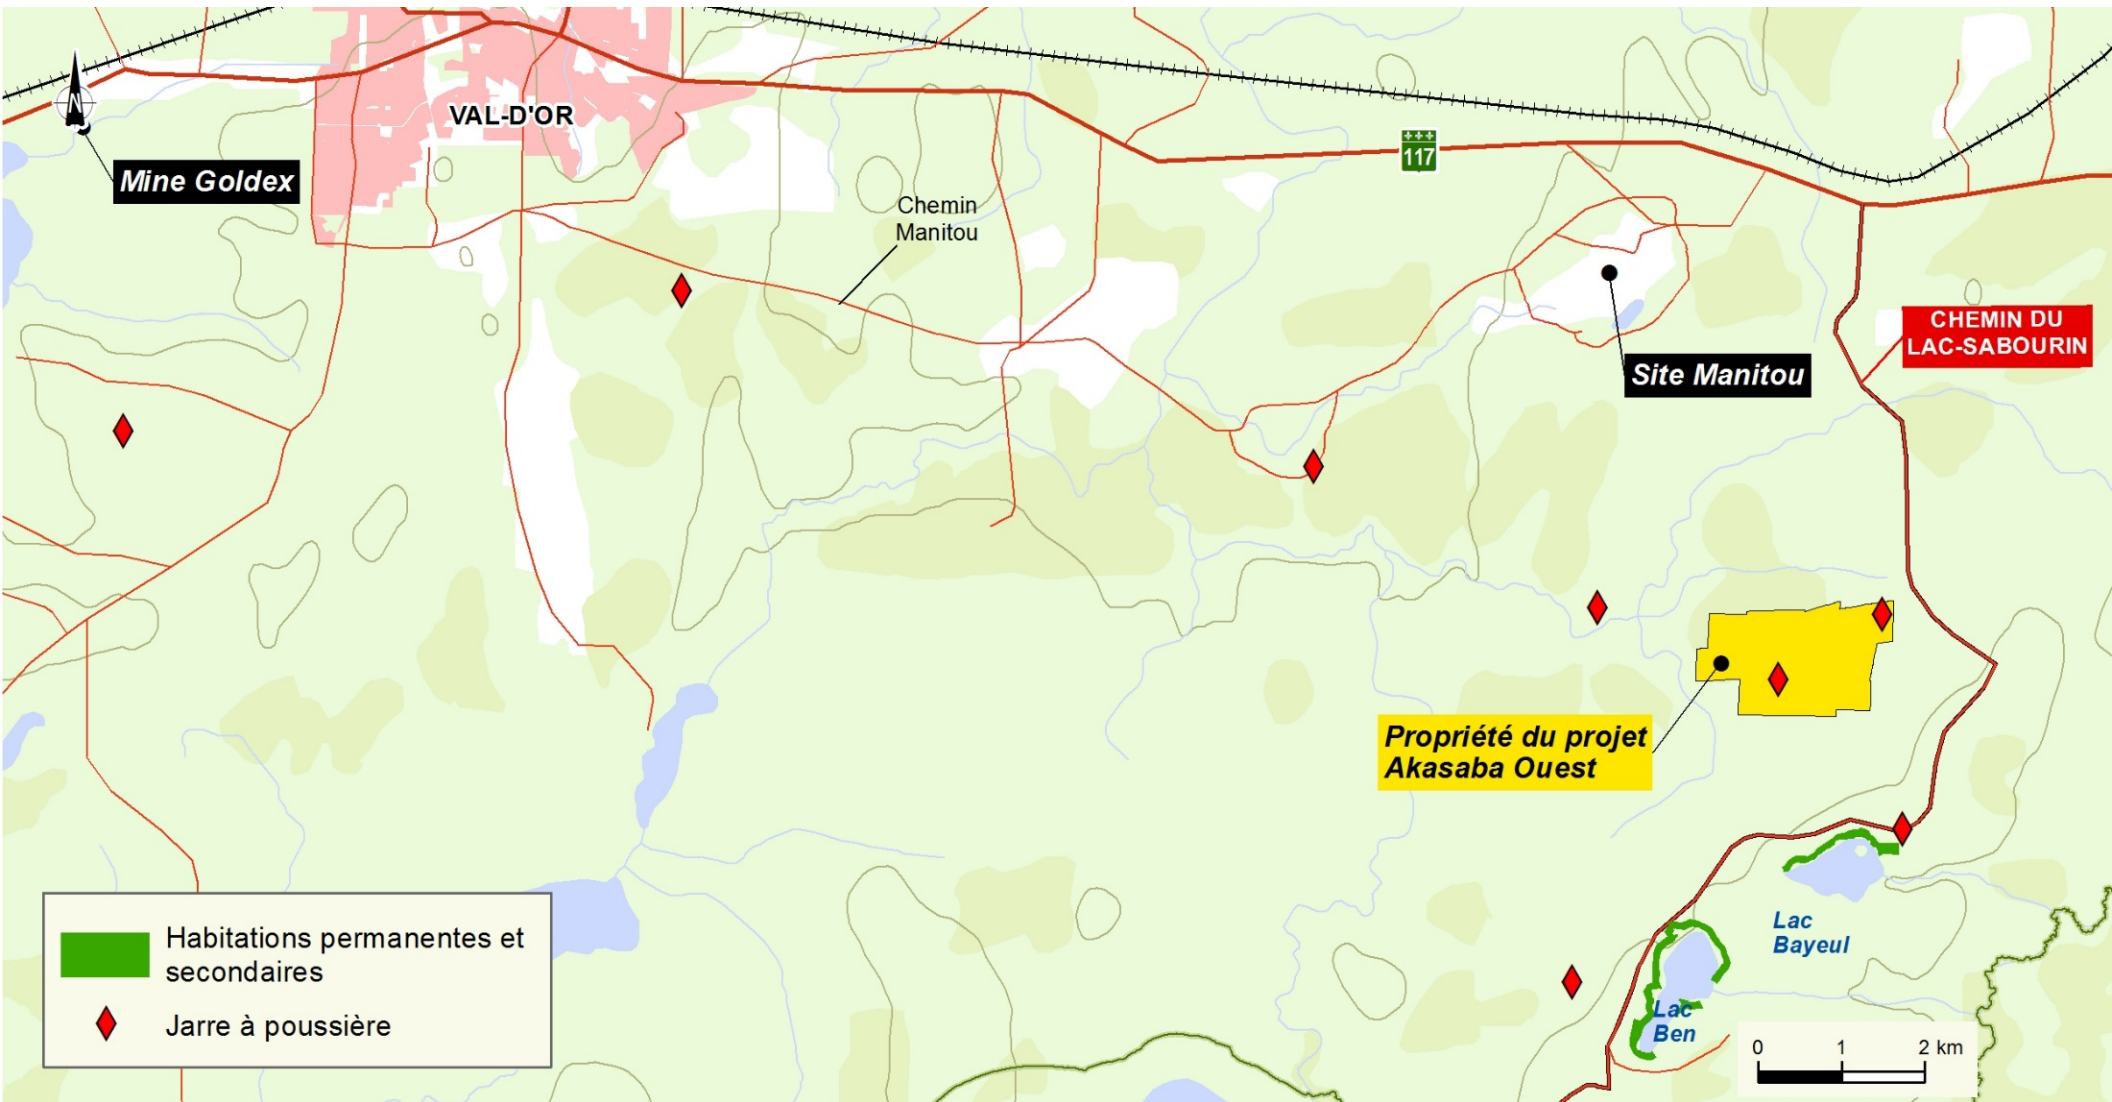 N
VAL-D'OR
Mine Goldex
117
Chemin
Manitou
CHEMIN DU
LAC-SABOURIN
Site Manitou
Propriété du projet
Akasaba Ouest
Lac
Bayeul
Lac
Ben
Habitations permanentes et
secondaires
Jarre à poussière
0 1 2 km